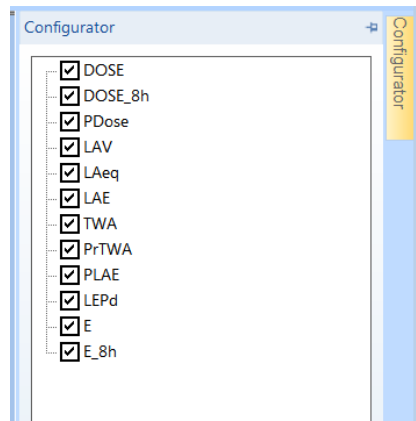 Configurator
DOSE
DOSE_8h
PDose
LAV
LAeq
LAE
TWA
PrTWA
PLAE
LEPd
E
E_8h
Configurator